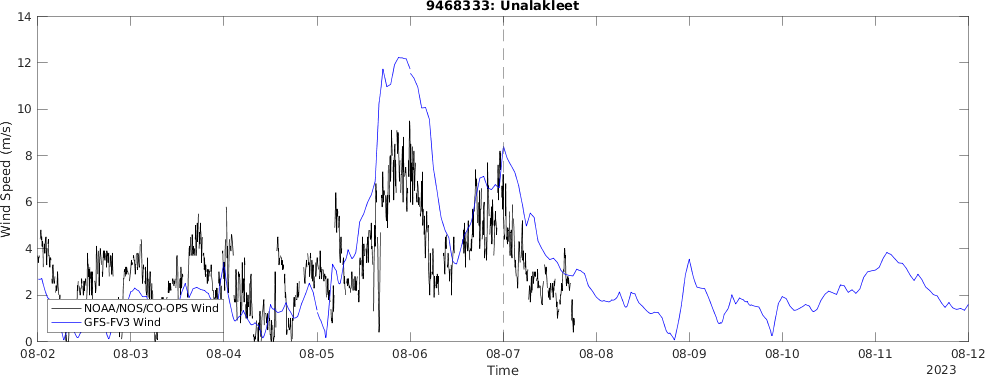 9468333: Unalakleet
14
12
10
8
6
4
2
0
Wind Speed (m/s)
NOAA/NOS/CO-OPS Wind
GFS-FV3 Wind
08-02 08-03 08-04 08-05 08-06 08-07 08-08 08-09 08-10 08-11 08-12
Time
2023